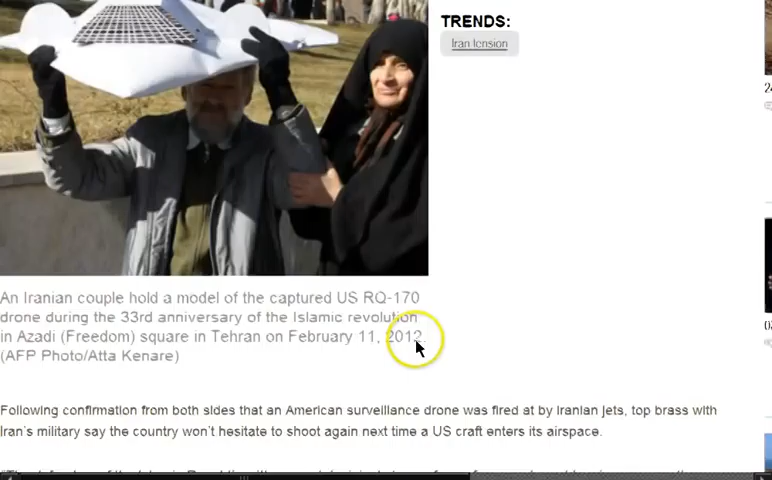 TRENDS:
Iran tension
An Iranian couple hold a model of the captured US RQ-170
drone during the 33rd anniversary of the Islamic revolution
in Azadi (Freedom) square in Tehran on February 11, 2012.
(AFP Photo/Atta Kenare)
Following confirmation from both sides that an American surveillance drone was fired at by Iranian jets, top brass with
Iran's military say the country won't hesitate to shoot again next time a US craft enters its airspace.